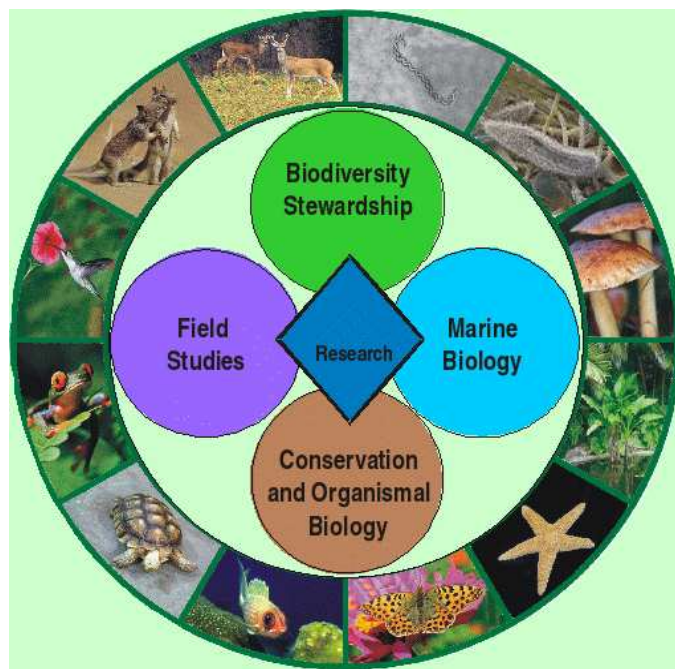 Biodiversity
Stewardship
Field
Studies
Research
Marine
Biology
Conservation
and Organismal
Biology